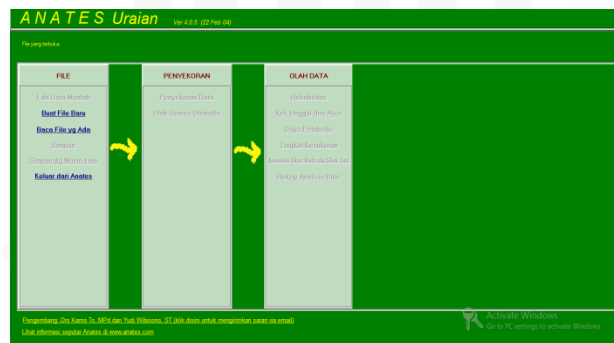 ANATES Uraian Ver 4.0.5 (22 Feb 04)
File yang terbuka
FILE
Edit Data Mentah
Buat File Baru
Baca File yg Ada
Simpan
Simpan dg Nama Lain
Keluar dari Anates
PENYEKORAN
Penyekoran Data
Olah Semua Otomatis
OLAH DATA
Reliabilitas
Kel. Unggul dan Asor
Daya Pembeda
Tingkat Kesukaran
Korelasi Skor Butir dg Skor Total
Rekap Analisis Butir
Pengembang: Drs Karno To, MPd dan Yudi Wibisono, ST (klik disini untuk mengirimkan saran via email)
Lihat informasi seputar Anates di www.anates.com
Activate Windows
Go to PC settings to activate Windows.